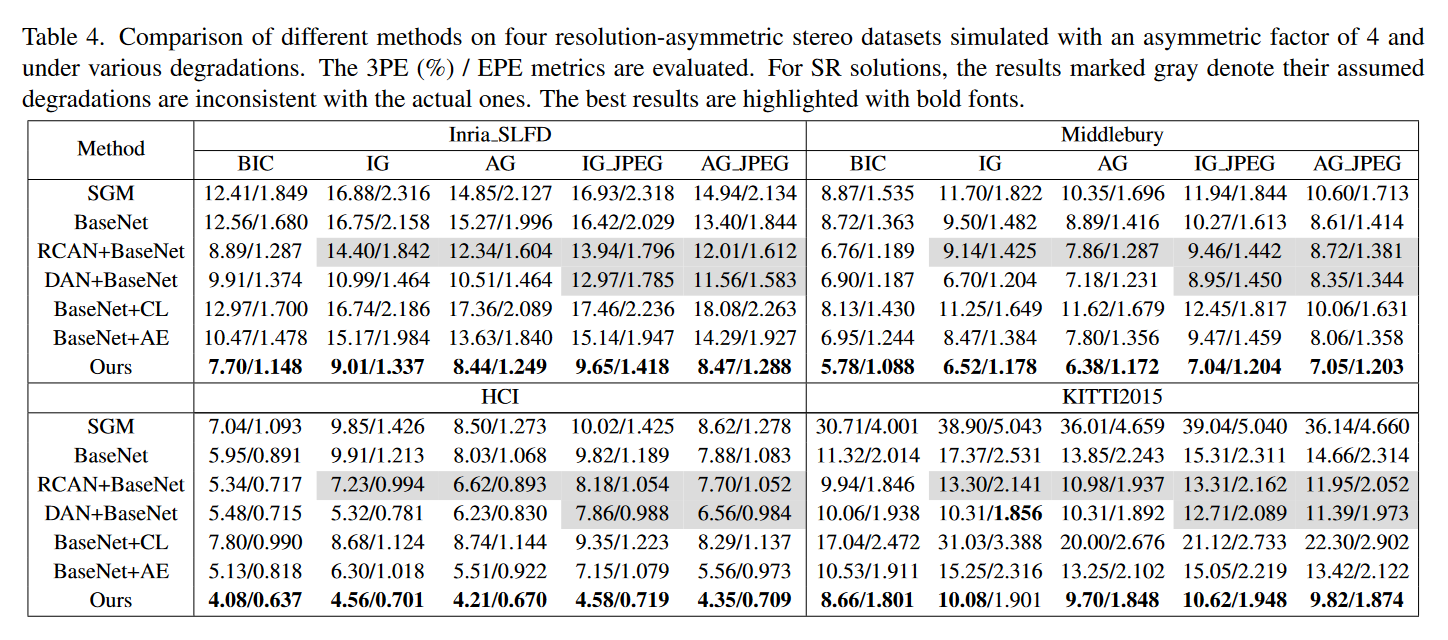 Table 4. Comparison of different methods on four resolution-asymmetric stereo datasets simulated with an asymmetric factor of 4 and
under various degradations. The 3PE (%) / EPE metrics are evaluated. For SR solutions, the results marked gray denote their assumed
degradations are inconsistent with the actual ones. The best results are highlighted with bold fonts.
Method Inria_SLFD Middlebury
BIC IG AG IG_JPEG AG_JPEG BIC IG AG IG_JPEG AG_JPEG
SGM 12.41/1.849 16.88/2.316 14.85/2.127 16.93/2.318 14.94/2.134 8.87/1.535 11.70/1.822 10.35/1.696 11.94/1.844 10.60/1.713
BaseNet 12.56/1.680 16.75/2.158 15.27/1.996 16.42/2.029 13.40/1.844 8.72/1.363 9.50/1.482 8.89/1.416 10.27/1.613 8.61/1.414
RCAN+BaseNet 8.89/1.287 14.40/1.842 12.34/1.604 13.94/1.796 12.01/1.612 6.76/1.189 9.14/1.425 7.86/1.287 9.46/1.442 8.72/1.381
DAN+BaseNet 9.91/1.374 10.99/1.464 10.51/1.464 12.97/1.785 11.56/1.583 6.90/1.187 6.70/1.204 7.18/1.231 8.95/1.450 8.35/1.344
BaseNet+CL 12.97/1.700 16.74/2.186 17.36/2.089 17.46/2.236 18.08/2.263 8.13/1.430 11.25/1.649 11.62/1.679 12.45/1.817 10.06/1.631
BaseNet+AE 10.47/1.478 15.17/1.984 13.63/1.840 15.14/1.947 14.29/1.927 6.95/1.244 8.47/1.384 7.80/1.356 9.47/1.459 8.06/1.358
Ours 7.70/1.148 9.01/1.337 8.44/1.249 9.65/1.418 8.47/1.288 5.78/1.088 6.52/1.178 6.38/1.172 7.04/1.204 7.05/1.203
HCI KITTI2015
SGM 7.04/1.093 9.85/1.426 8.50/1.273 10.02/1.425 8.62/1.278 30.71/4.001 38.90/5.043 36.01/4.659 39.04/5.040 36.14/4.660
BaseNet 5.95/0.891 9.91/1.213 8.03/1.068 9.82/1.189 7.88/1.083 11.32/2.014 17.37/2.531 13.85/2.243 15.31/2.311 14.66/2.314
RCAN+BaseNet 5.34/0.717 7.23/0.994 6.62/0.893 8.18/1.054 7.70/1.052 9.94/1.846 13.30/2.141 10.98/1.937 13.31/2.162 11.95/2.052
DAN+BaseNet 5.48/0.715 5.32/0.781 6.23/0.830 7.86/0.988 6.56/0.984 10.06/1.938 10.31/1.856 10.31/1.892 12.71/2.089 11.39/1.973
BaseNet+CL 7.80/0.990 8.68/1.124 8.74/1.144 9.35/1.223 8.29/1.137 17.04/2.472 31.03/3.388 20.00/2.676 21.12/2.733 22.30/2.902
BaseNet+AE 5.13/0.818 6.30/1.018 5.51/0.922 7.15/1.079 5.56/0.973 10.53/1.911 15.25/2.316 13.25/2.102 15.05/2.219 13.42/2.122
Ours 4.08/0.637 4.56/0.701 4.21/0.670 4.58/0.719 4.35/0.709 8.66/1.801 10.08/1.901 9.70/1.848 10.62/1.948 9.82/1.874